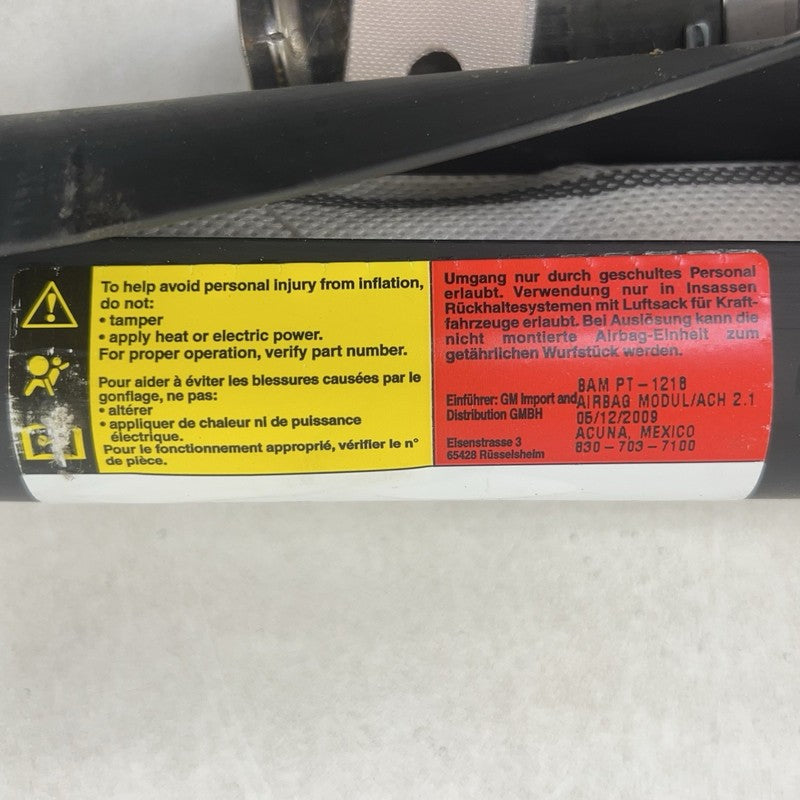 To help avoid personal injury from inflation,
do not:
• tamper
• apply heat or electric power.
For proper operation, verify part number.
Pour aider à éviter les blessures causées par le
gonflage, ne pas:
• altérer
• appliquer de chaleur ni de puissance
électrique.
Pour le fonctionnement approprié, vérifier le n°
de pièce.
Umgang nur durch geschultes Personal
erlaubt. Verwendung nur in Insassen
Rückhaltesystemen mit Luftsack für Kraft-
fahrzeuge erlaubt. Bei Auslösung kann die
nicht montierte Airbag-Einheit zum
getährlichen Wurfstück werden.
BAM PT-1218
Einführer: GM Import and AIRBAG MODUL/ACH 2.1
Distribution GMBH 05/12/2009
ACUNA, MEXICO
Eisenstrasse 3 830-703-7100
65428 Rüsselsheim